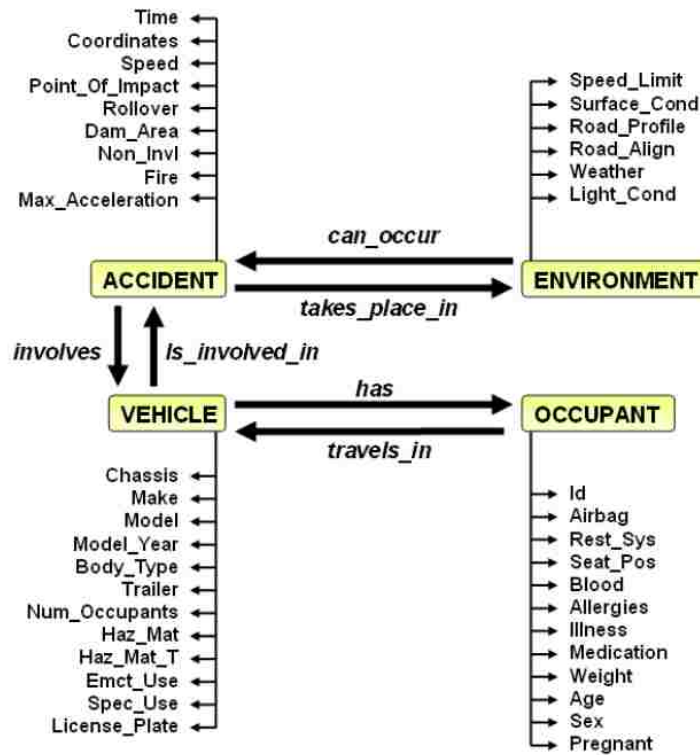 Time
Coordinates
Speed
Point_Of_Impact
Rollover
Dam_Area
Non_Invl
Fire
Max_Acceleration
Speed_Limit
Surface_Cond
Road_Profile
Road_Align
Weather
Light_Cond
can_occur
ACCIDENT
ENVIRONMENT
takes_place_in
involves
Is_involved_in
has
VEHICLE
OCCUPANT
travels_in
Chassis
Make
Model
Model_Year
Body_Type
Trailer
Num_Occupants
Haz_Mat
Haz_Mat_T
Emct_Use
Spec_Use
License_Plate
Id
Airbag
Rest_Sys
Seat_Pos
Blood
Allergies
Illness
Medication
Weight
Age
Sex
Pregnant